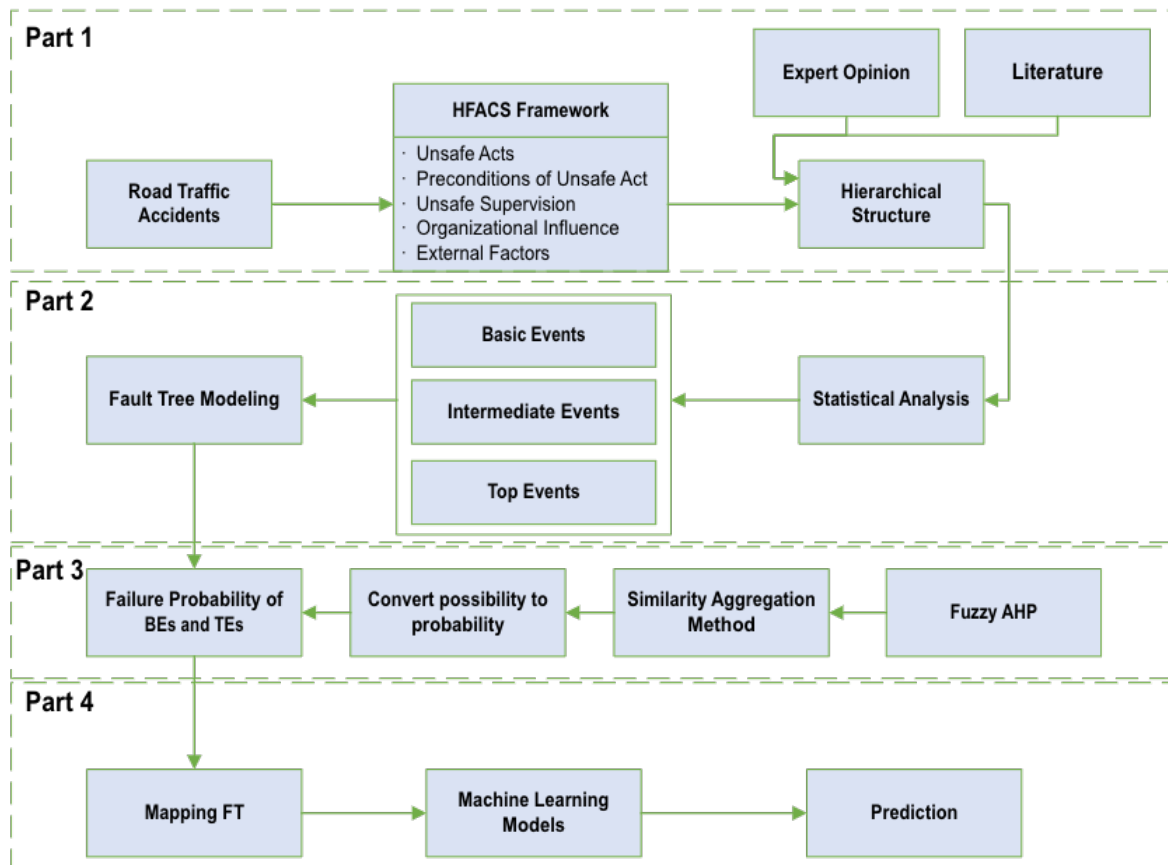 Part 1
Expert Opinion
Literature
HFACS Framework
· Unsafe Acts
· Preconditions of Unsafe Act
· Unsafe Supervision
· Organizational Influence
· External Factors
Road Traffic
Accidents
Hierarchical
Structure
Part 2
Basic Events
Fault Tree Modeling
Intermediate Events
Statistical Analysis
Top Events
Part 3
Failure Probability of
BEs and TEs
Convert possibility to
probability
Similarity Aggregation
Method
Fuzzy AHP
Part 4
Mapping FT
Machine Learning
Models
Prediction